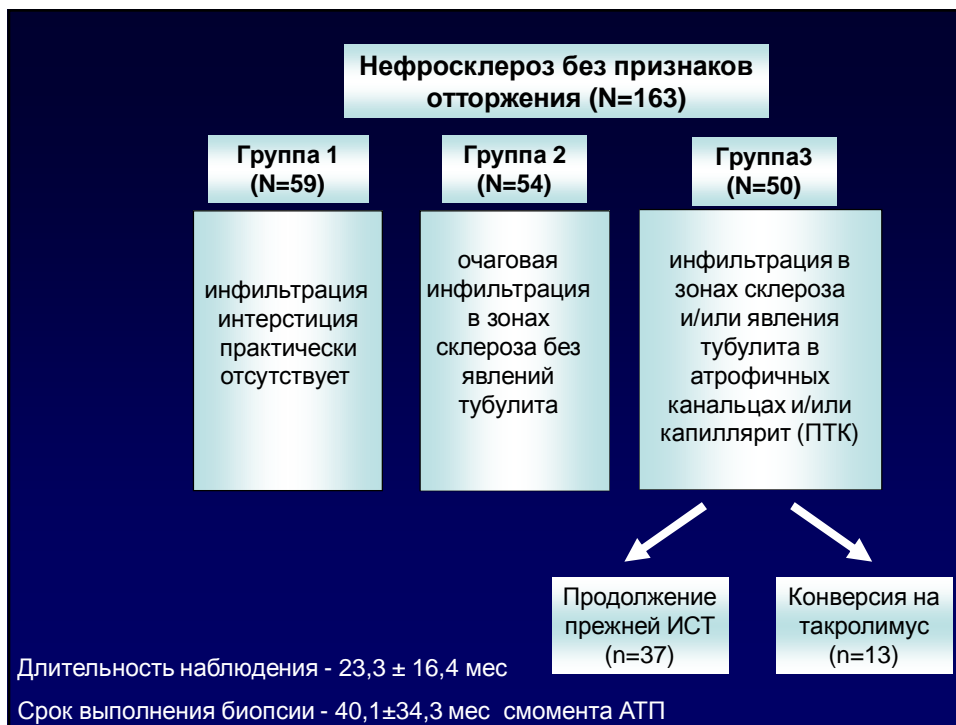 Нефросклероз без признаков
отторжения (N=163)
Группа 1
(N=59)
Группа 2
(N=54)
Группа3
(N=50)
инфильтрация
интерстиция
практически
отсутствует
очаговая
инфильтрация
в зонах
склероза без
явлений
тубулита
инфильтрация в
зонах склероза
и/или явления
тубулита в
атрофичных
канальцах и/или
капиллярит (ПТК)
Продолжение
прежней ИСТ
(n=37)
Конверсия на
такролимус
(n=13)
Длительность наблюдения - 23,3 ± 16,4 мес
Срок выполнения биопсии - 40,1±34,3 мес смомента АТП